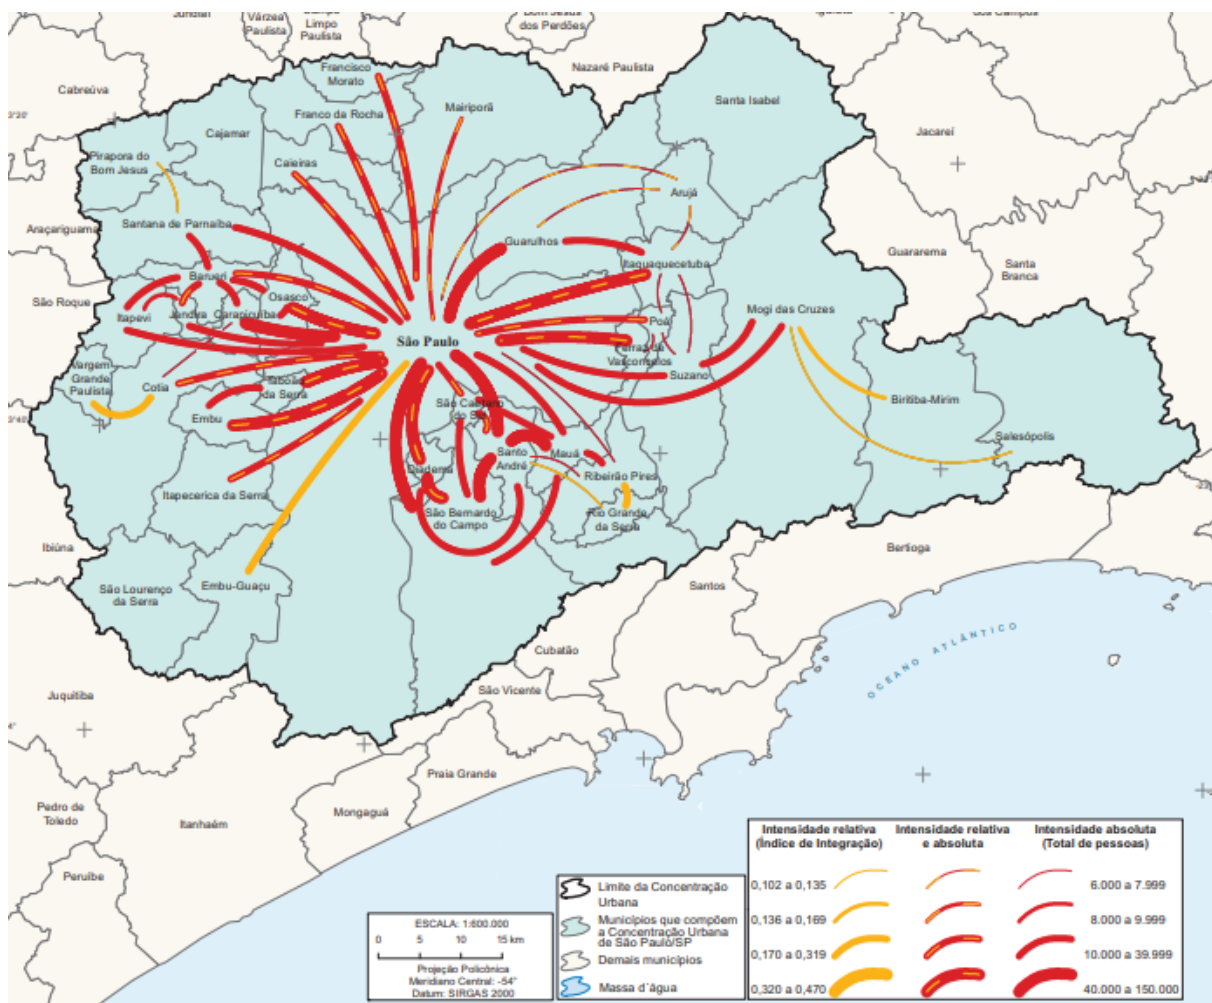 Jundiaí
Várzea
Paulista
Campo
Limpo
Paulista
Bom Jesus
dos Perdões
dos Campos
Nazaré Paulista
Francisco
Morato
Cabreúva
Franco da Rocha
Mairiporã
Santa Isabel
Cajamar
Jacareí
Pirapora do
Bom Jesus
Caieiras
Arujá
Santana de Parnaíba
Araçariguama
Guarulhos
Guararema
Itaquaquecetuba
Santa
Branca
Barueri
São Roque
Osasco
Itapevi
Jandira
Carapicuíba
Mogi das Cruzes
Poá
São Paulo
Ferraz de
Vasconcelos
Vargem
Grande
Paulista
Suzano
Cotia
Taboão
da Serra
Biritiba-Mirim
São Caetano
do Sul
Embu
Salesópolis
Santo
André
Mauá
Diadema
Ribeirão Pires
Itapecerica da Serra
São Bernardo
do Campo
Rio Grande
da Serra
Ibiúna
Bertioga
São Lourenço
da Serra
Embu-Guaçu
Santos
Cubatão
OCEANO ATLÂNTICO
Juquitiba
São Vicente
Praia Grande
Pedro de
Toledo
Itanhaém
Mongaguá
Peruíbe
ESCALA: 1:600.000
0 5 10 15 km
Projeção Policônica
Meridiano Central: -54°
Datum: SIRGAS 2000
Limite da Concentração
Urbana
Municípios que compõem
a Concentração Urbana
de São Paulo/SP
Demais municípios
Massa d´água
Intensidade relativa
(Índice de Integração)
Intensidade relativa
e absoluta
Intensidade absoluta
(Total de pessoas)
0,102 a 0,135 6.000 a 7.999
0,136 a 0,169 8.000 a 9.999
0,170 a 0,319 10.000 a 39.999
0,320 a 0,470 40.000 a 150.000